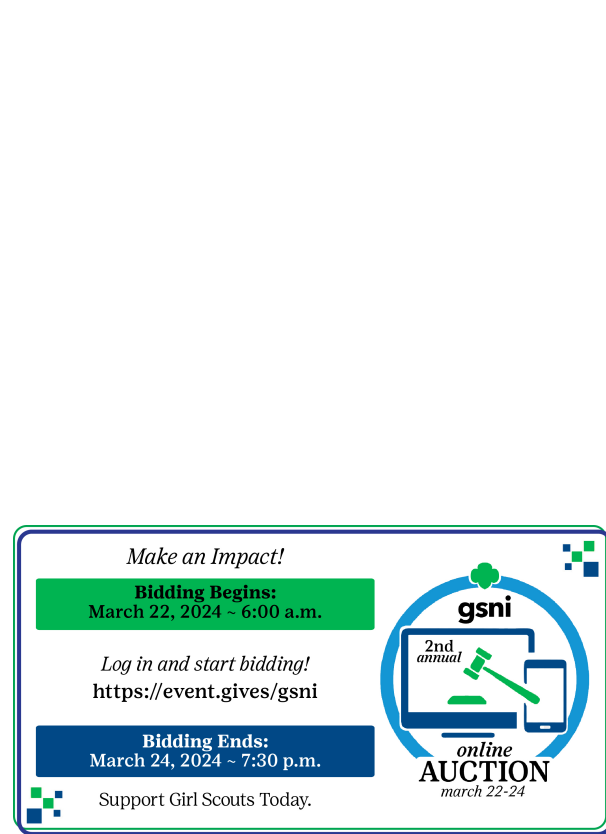 Make an Impact!
Bidding Begins:
March 22, 2024 ~ 6:00 a.m.
Log in and start bidding!
https://event.gives/gsni
Bidding Ends:
March 24, 2024 ~ 7:30 p.m.
Support Girl Scouts Today.
gsni
2nd
annual
online
AUCTION
march 22-24